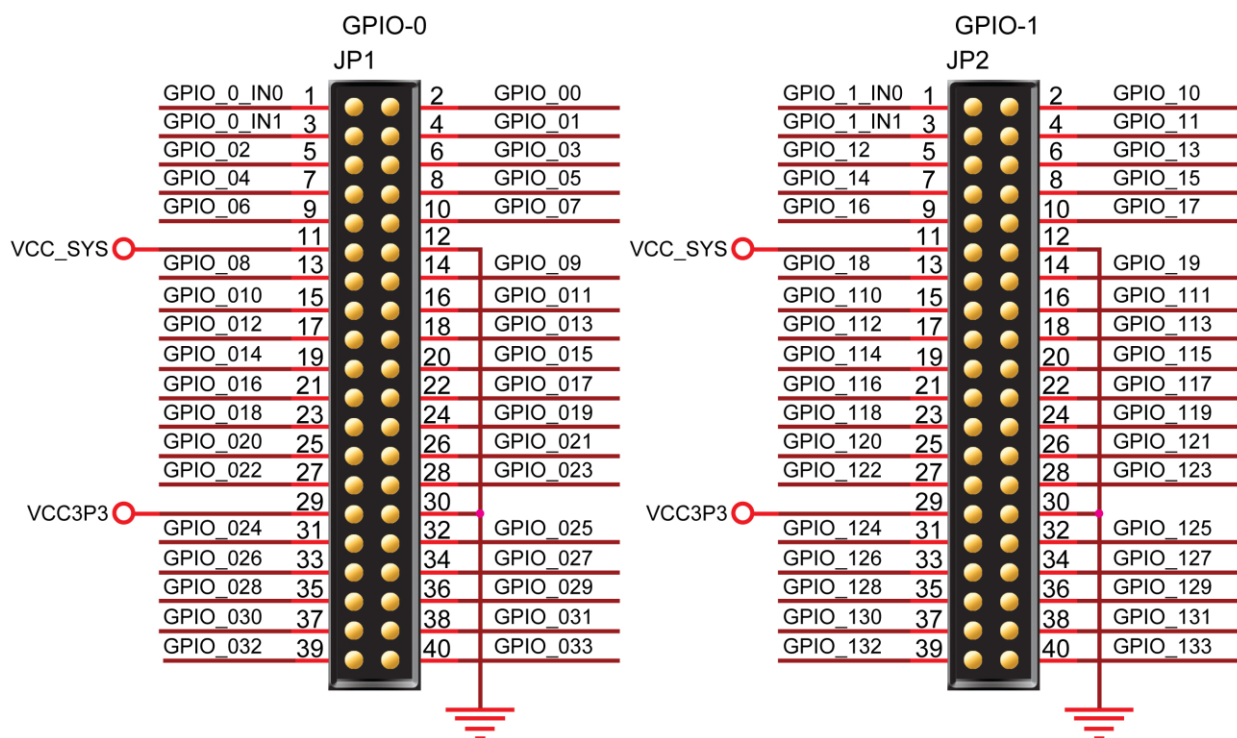 GPIO-0 GPIO-1
JP1 JP2
GPIO_0_IN0 1 2 GPIO_00 GPIO_1_IN0 1 2 GPIO_10
GPIO_0_IN1 3 4 GPIO_01 GPIO_1_IN1 3 4 GPIO_11
GPIO_02 5 6 GPIO_03 GPIO_12 5 6 GPIO_13
GPIO_04 7 8 GPIO_05 GPIO_14 7 8 GPIO_15
GPIO_06 9 10 GPIO_07 GPIO_16 9 10 GPIO_17
VCC_SYS 11 12 VCC_SYS 11 12
GPIO_08 13 14 GPIO_09 GPIO_18 13 14 GPIO_19
GPIO_010 15 16 GPIO_011 GPIO_110 15 16 GPIO_111
GPIO_012 17 18 GPIO_013 GPIO_112 17 18 GPIO_113
GPIO_014 19 20 GPIO_015 GPIO_114 19 20 GPIO_115
GPIO_016 21 22 GPIO_017 GPIO_116 21 22 GPIO_117
GPIO_018 23 24 GPIO_019 GPIO_118 23 24 GPIO_119
GPIO_020 25 26 GPIO_021 GPIO_120 25 26 GPIO_121
GPIO_022 27 28 GPIO_023 GPIO_122 27 28 GPIO_123
VCC3P3 29 30 VCC3P3 29 30
GPIO_024 31 32 GPIO_025 GPIO_124 31 32 GPIO_125
GPIO_026 33 34 GPIO_027 GPIO_126 33 34 GPIO_127
GPIO_028 35 36 GPIO_029 GPIO_128 35 36 GPIO_129
GPIO_030 37 38 GPIO_031 GPIO_130 37 38 GPIO_131
GPIO_032 39 40 GPIO_033 GPIO_132 39 40 GPIO_133